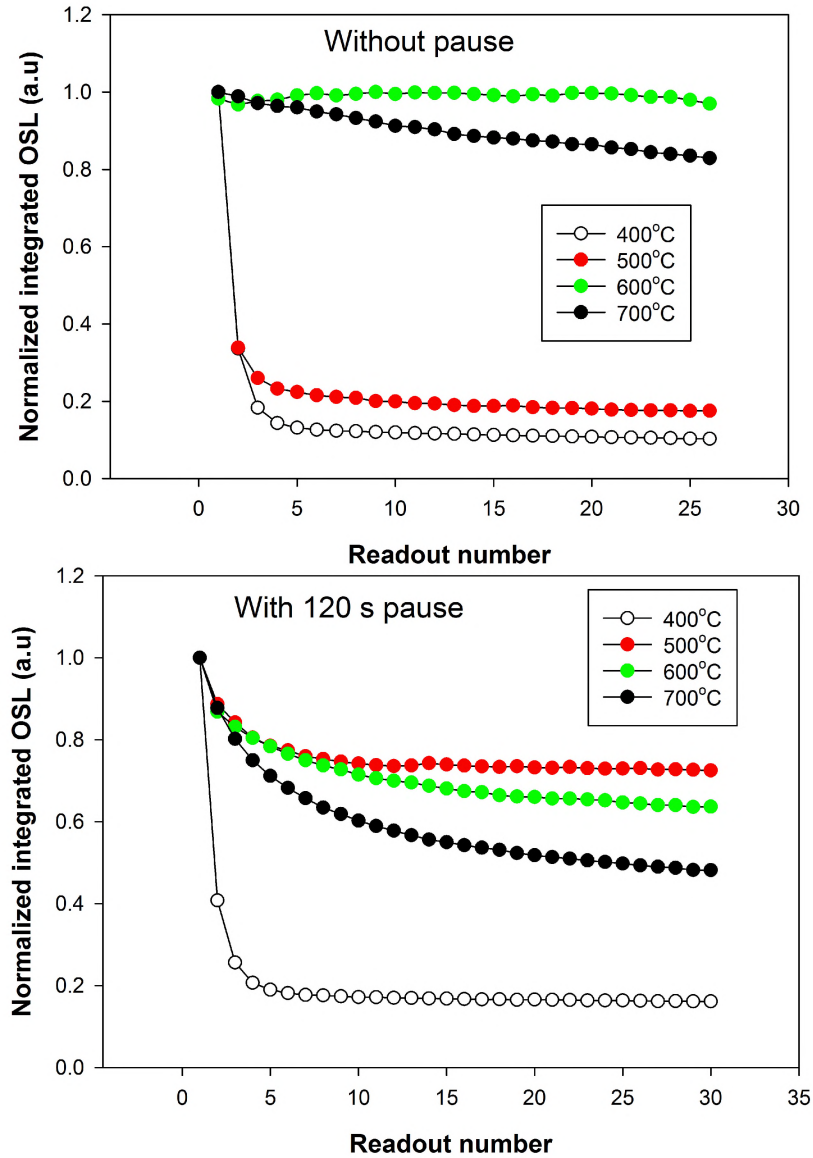 Without pause
Normalized integrated OSL (a.u)
1.2
1.0
0.8
0.6
0.4
0.2
0.0
400°C
500°C
600°C
700°C
0 5 10 15 20 25 30
Readout number
With 120 s pause
Normalized integrated OSL (a.u)
1.2
1.0
0.8
0.6
0.4
0.2
0.0
400°C
500°C
600°C
700°C
0 5 10 15 20 25 30 35
Readout number